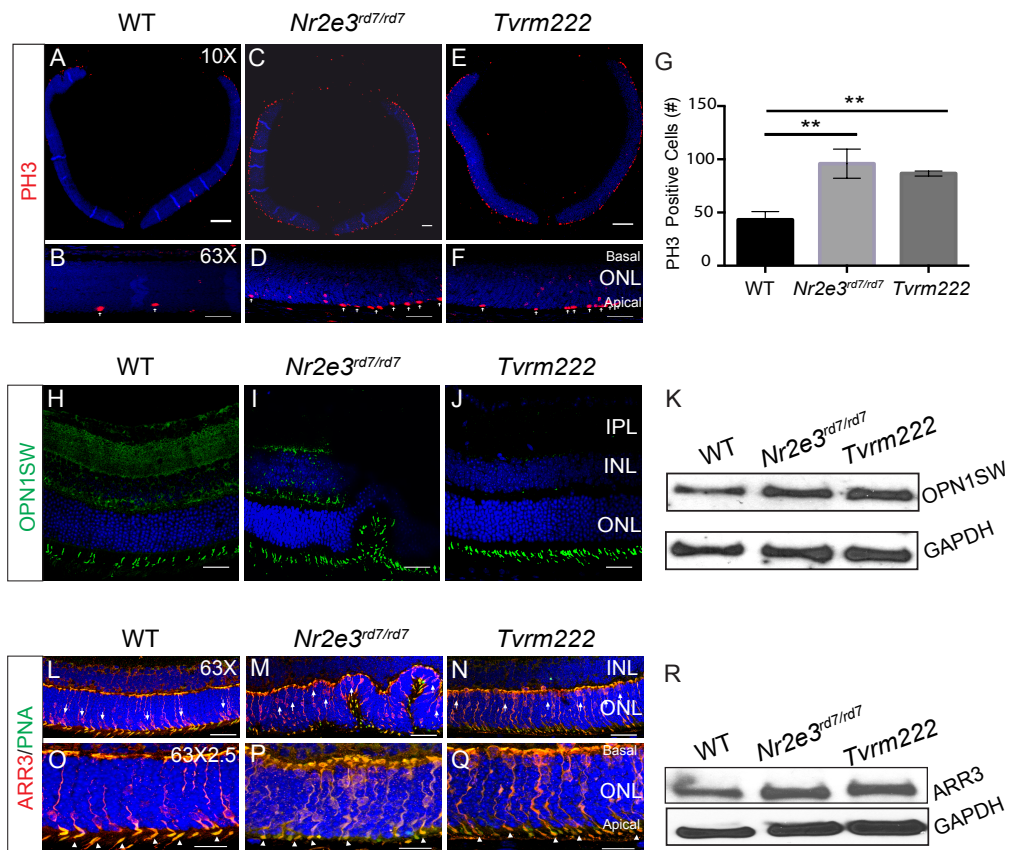 WT Nr2e3rd7/rd7 Tvrm222
PH3
A 10X C E
B 63X D F Basal
ONL
Apical
G
PH3 Positive Cells (#)
150
100
50
0
** **
WT Nr2e3rd7/rd7 Tvrm222
WT Nr2e3rd7/rd7 Tvrm222
OPN1SW
H I J
IPL
INL
ONL
K
WT Nr2e3rd7/rd7 Tvrm222
OPN1SW
GAPDH
WT Nr2e3rd7/rd7 Tvrm222
ARR3/PNA
L 63X M N INL
ONL
O 63X2.5 P Q Basal
ONL
Apical
R
WT Nr2e3rd7/rd7 Tvrm222
ARR3
GAPDH